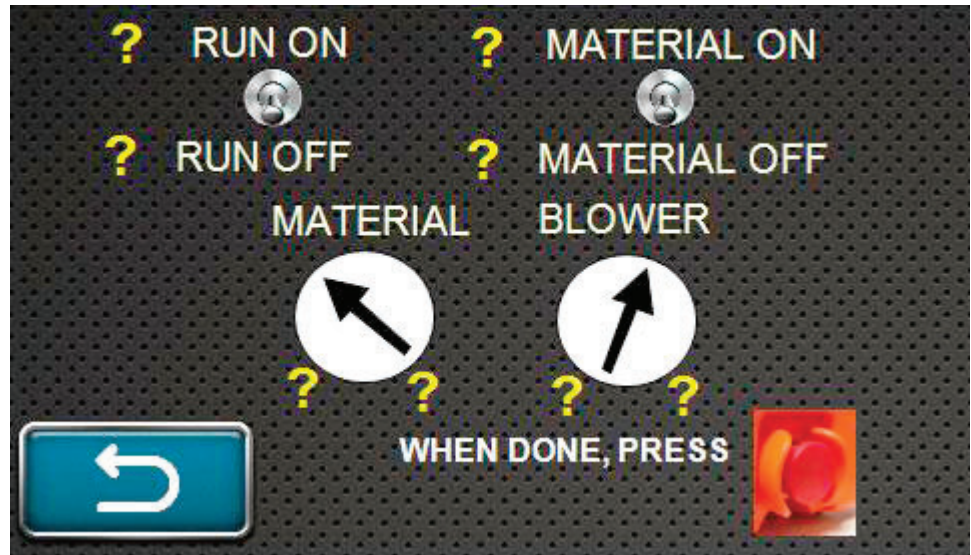 ? RUN ON ? MATERIAL ON
? RUN OFF ? MATERIAL OFF
MATERIAL BLOWER
? ? ? ?
WHEN DONE, PRESS